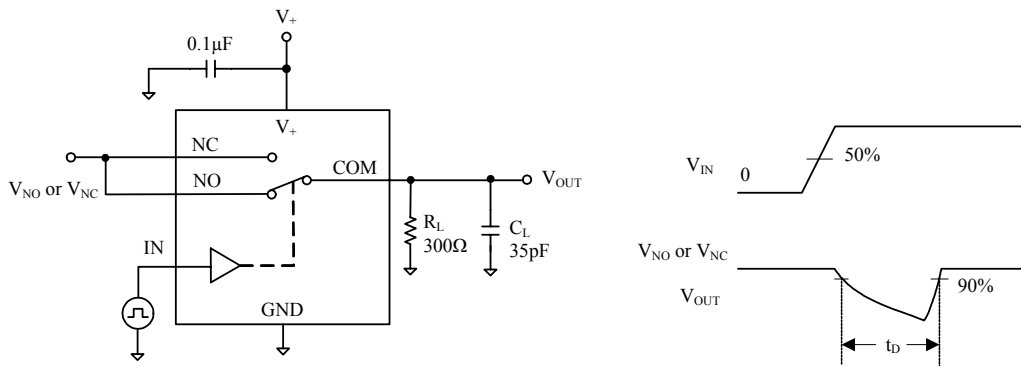 V+
0.1μF
V+
NC
COM
NO
VNO or VNC
VOUT
RL
300Ω
CL
35pF
IN
GND
VIN
0
50%
VNO or VNC
VOUT
90%
tD